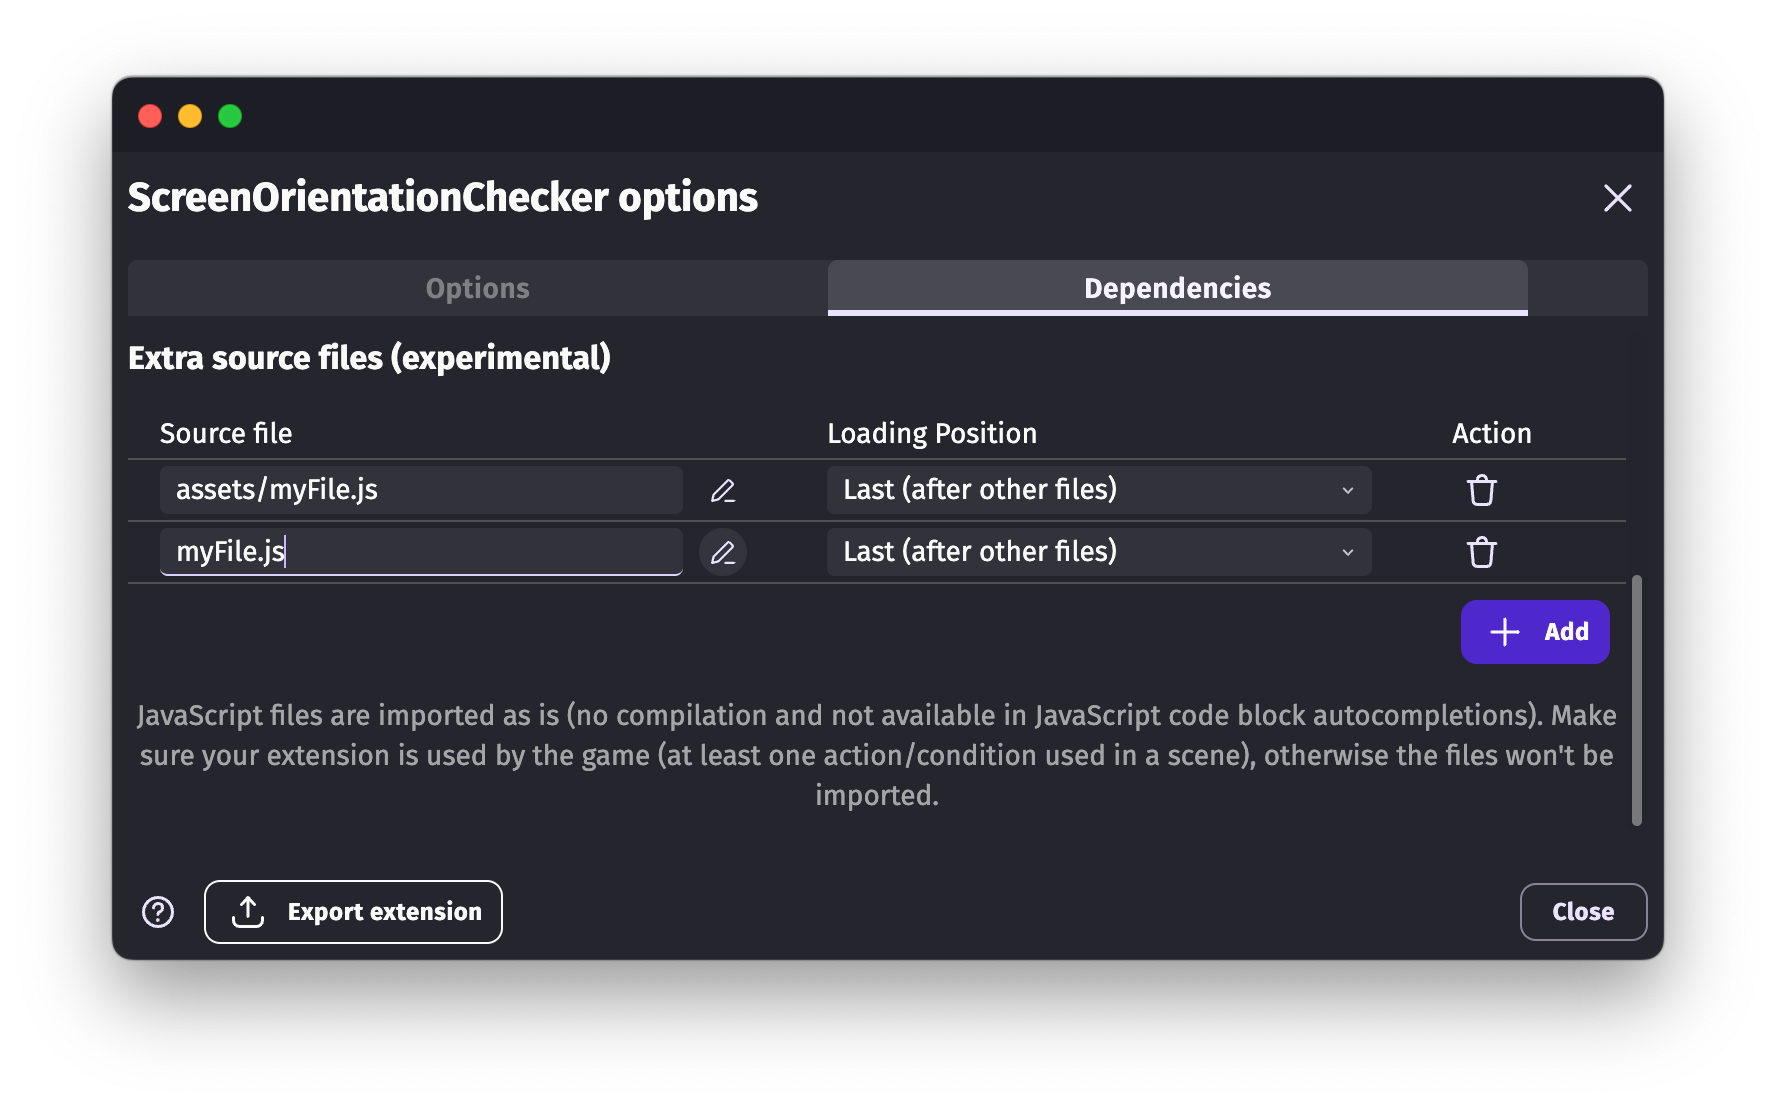 ScreenOrientationChecker options
Options
Dependencies
Extra source files (experimental)
Source file
Loading Position
Action
assets/myFile.js
Last (after other files)
myFile.js
Last (after other files)
Add
JavaScript files are imported as is (no compilation and not available in JavaScript code block autocompletions). Make
sure your extension is used by the game (at least one action/condition used in a scene), otherwise the files won't be
imported.
Export extension
Close